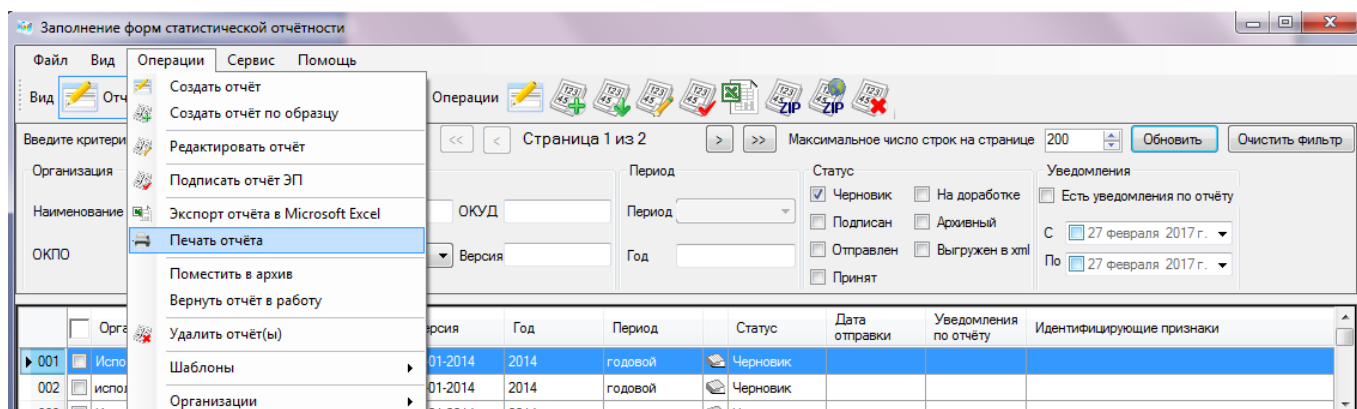 Заполнение форм статистической отчётности
Файл Вид Операции Сервис Помощь
Вид Отч Операции
Создать отчёт
Создать отчёт по образцу
Редактировать отчёт
Подписать отчёт ЭП
Экспорт отчёта в Microsoft Excel
Печать отчёта
Поместить в архив
Вернуть отчёт в работу
Удалить отчёт(ы)
Шаблоны
Организации
Введите критери << < Страница 1 из 2 > >> Максимальное число строк на странице 200 Обновить Очистить фильтр
Организация Период Статус Уведомления
Черновик На доработке Есть уведомления по отчёту
Наименование ОКУД Период Подписан Архивный
С 27 февраля 2017 г.
ОКПО Версия Год Отправлен Выгружен в xml
По 27 февраля 2017 г.
Принят
Орга ерсия Год Период Статус Дата отправки Уведомления по отчёту Идентифицирующие признаки
001 Испо 01-2014 2014 годовой Черновик
002 испол 01-2014 2014 годовой Черновик